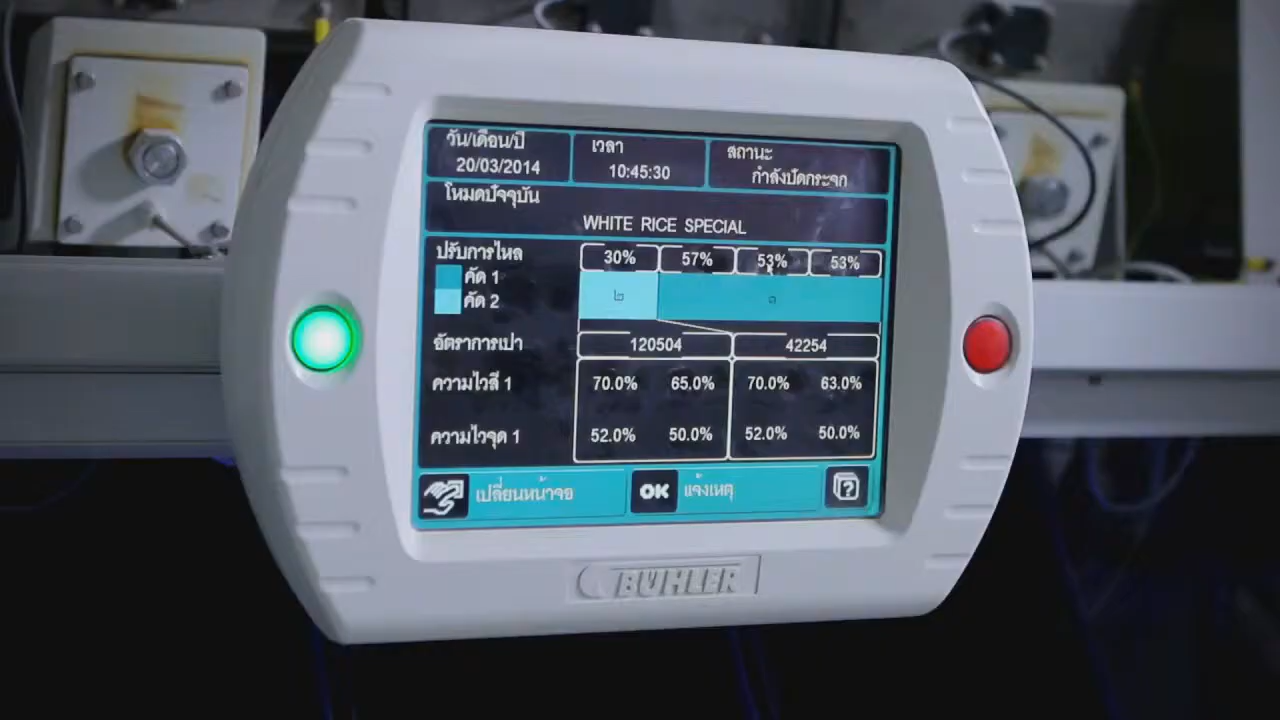 วัน/เดือน/ปี เวลา สถานะ
20/03/2014 10:45:30 กำลังปัดกระจก
โหมดปัจจุบัน
WHITE RICE SPECIAL
ปรับการไหล 30% 57% 53% 53%
คัด 1
คัด 2
๒ ๑
อัตราการเป่า 120504 42254
ความไวสี 1 70.0% 65.0% 70.0% 63.0%
ความไวจุด 1 52.0% 50.0% 52.0% 50.0%
เปลี่ยนหน้าจอ OK แจ้งเหตุ ?
BUHLER